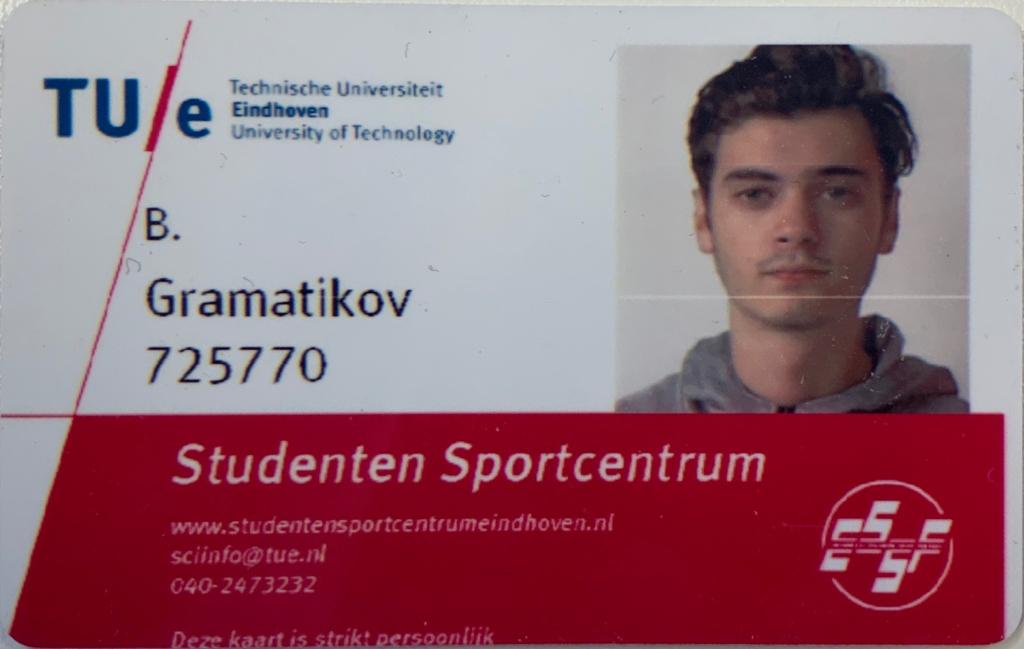 TU/e
Technische Universiteit
Eindhoven
University of Technology
B.
Gramatikov
725770
Studenten Sportcentrum
www.studentensportcentrumeindhoven.nl
sciinfo@tue.nl
040-2473232
Deze kaart is strikt persoonlijk